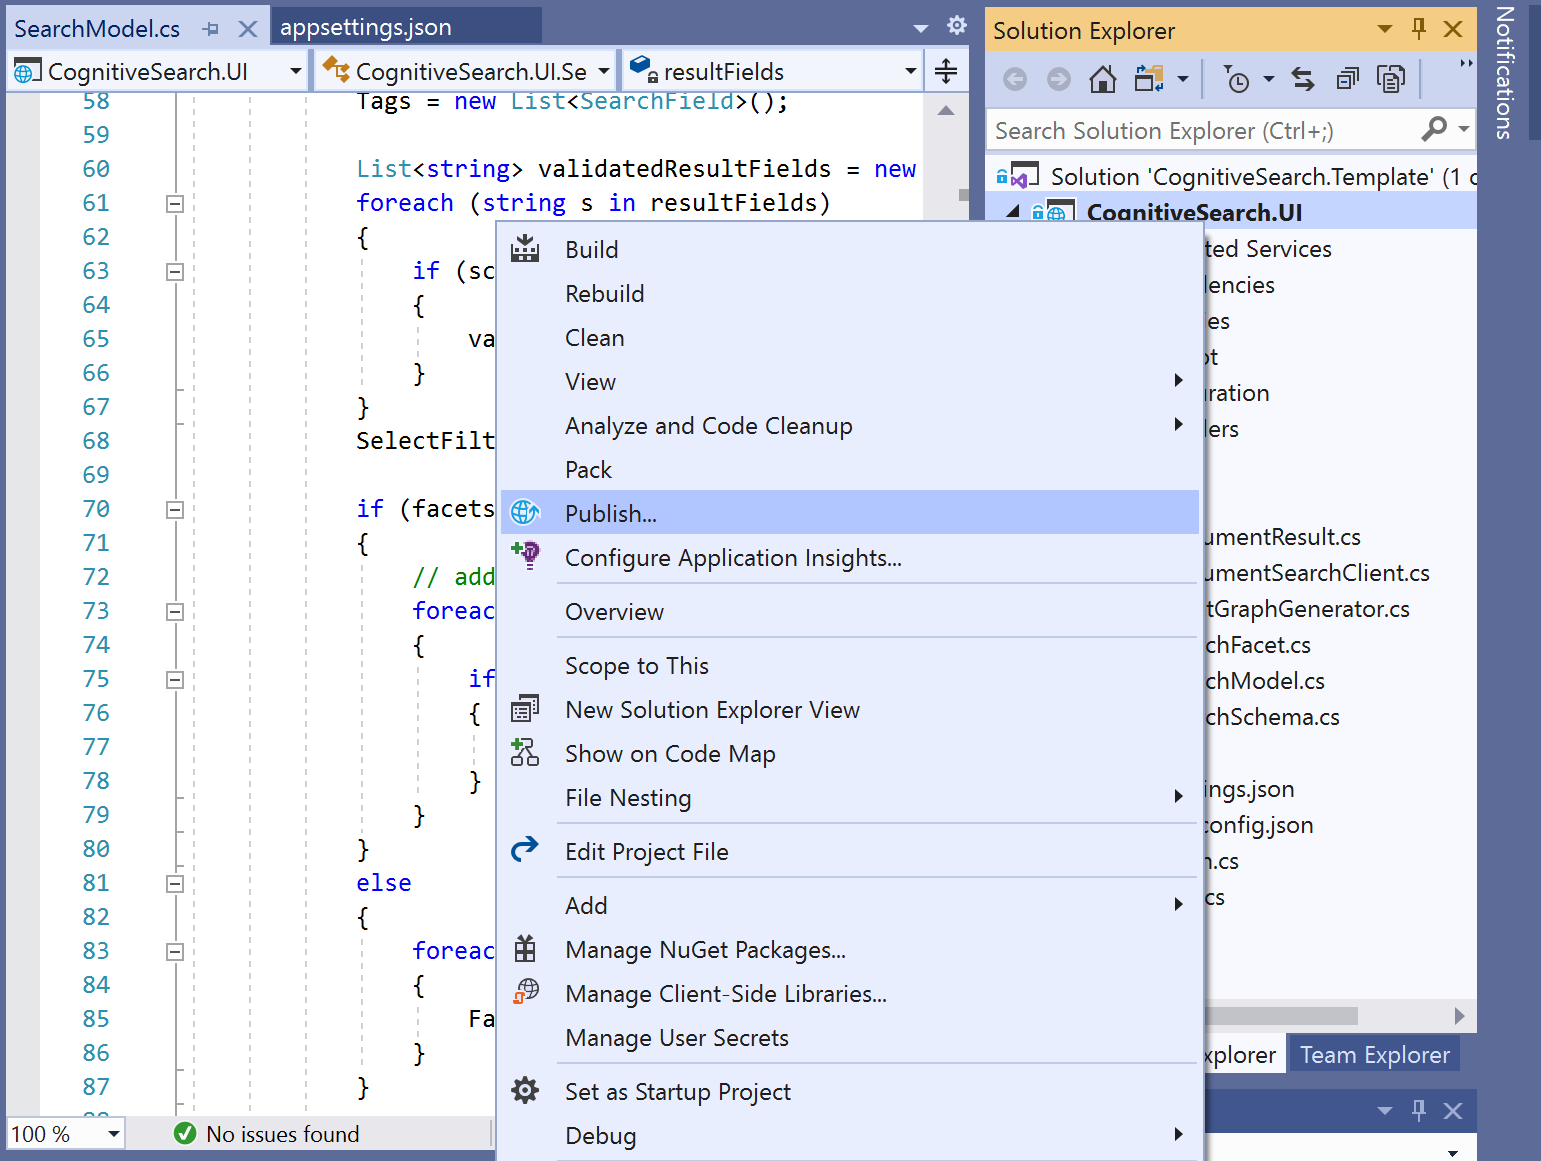 SearchModel.cs
appsettings.json
CognitiveSearch.UI
CognitiveSearch.UI.Se
resultFields
58 Tags = new List<SearchField>();
59
60 List<string> validatedResultFields = new
61 foreach (string s in resultFields)
62 {
63 if (sc
64 {
65 va
66 }
67 }
68 SelectFilt
69
70 if (facets
71 {
72 // add
73 foreac
74 {
75 if
76 {
77
78 }
79 }
80 }
81 else
82 {
83 foreac
84 {
85 Fa
86 }
87 }
100 %
No issues found
Build
Rebuild
Clean
View
Analyze and Code Cleanup
Pack
Publish...
Configure Application Insights...
Overview
Scope to This
New Solution Explorer View
Show on Code Map
File Nesting
Edit Project File
Add
Manage NuGet Packages...
Manage Client-Side Libraries...
Manage User Secrets
Set as Startup Project
Debug
Solution Explorer
Search Solution Explorer (Ctrl+;)
Solution 'CognitiveSearch.Template' (1 c
CognitiveSearch.UI
ted Services
dencies
es
ot
uration
lers
umentResult.cs
umentSearchClient.cs
tGraphGenerator.cs
chFacet.cs
chModel.cs
chSchema.cs
ings.json
config.json
n.cs
cs
xplorer
Team Explorer
Notifications